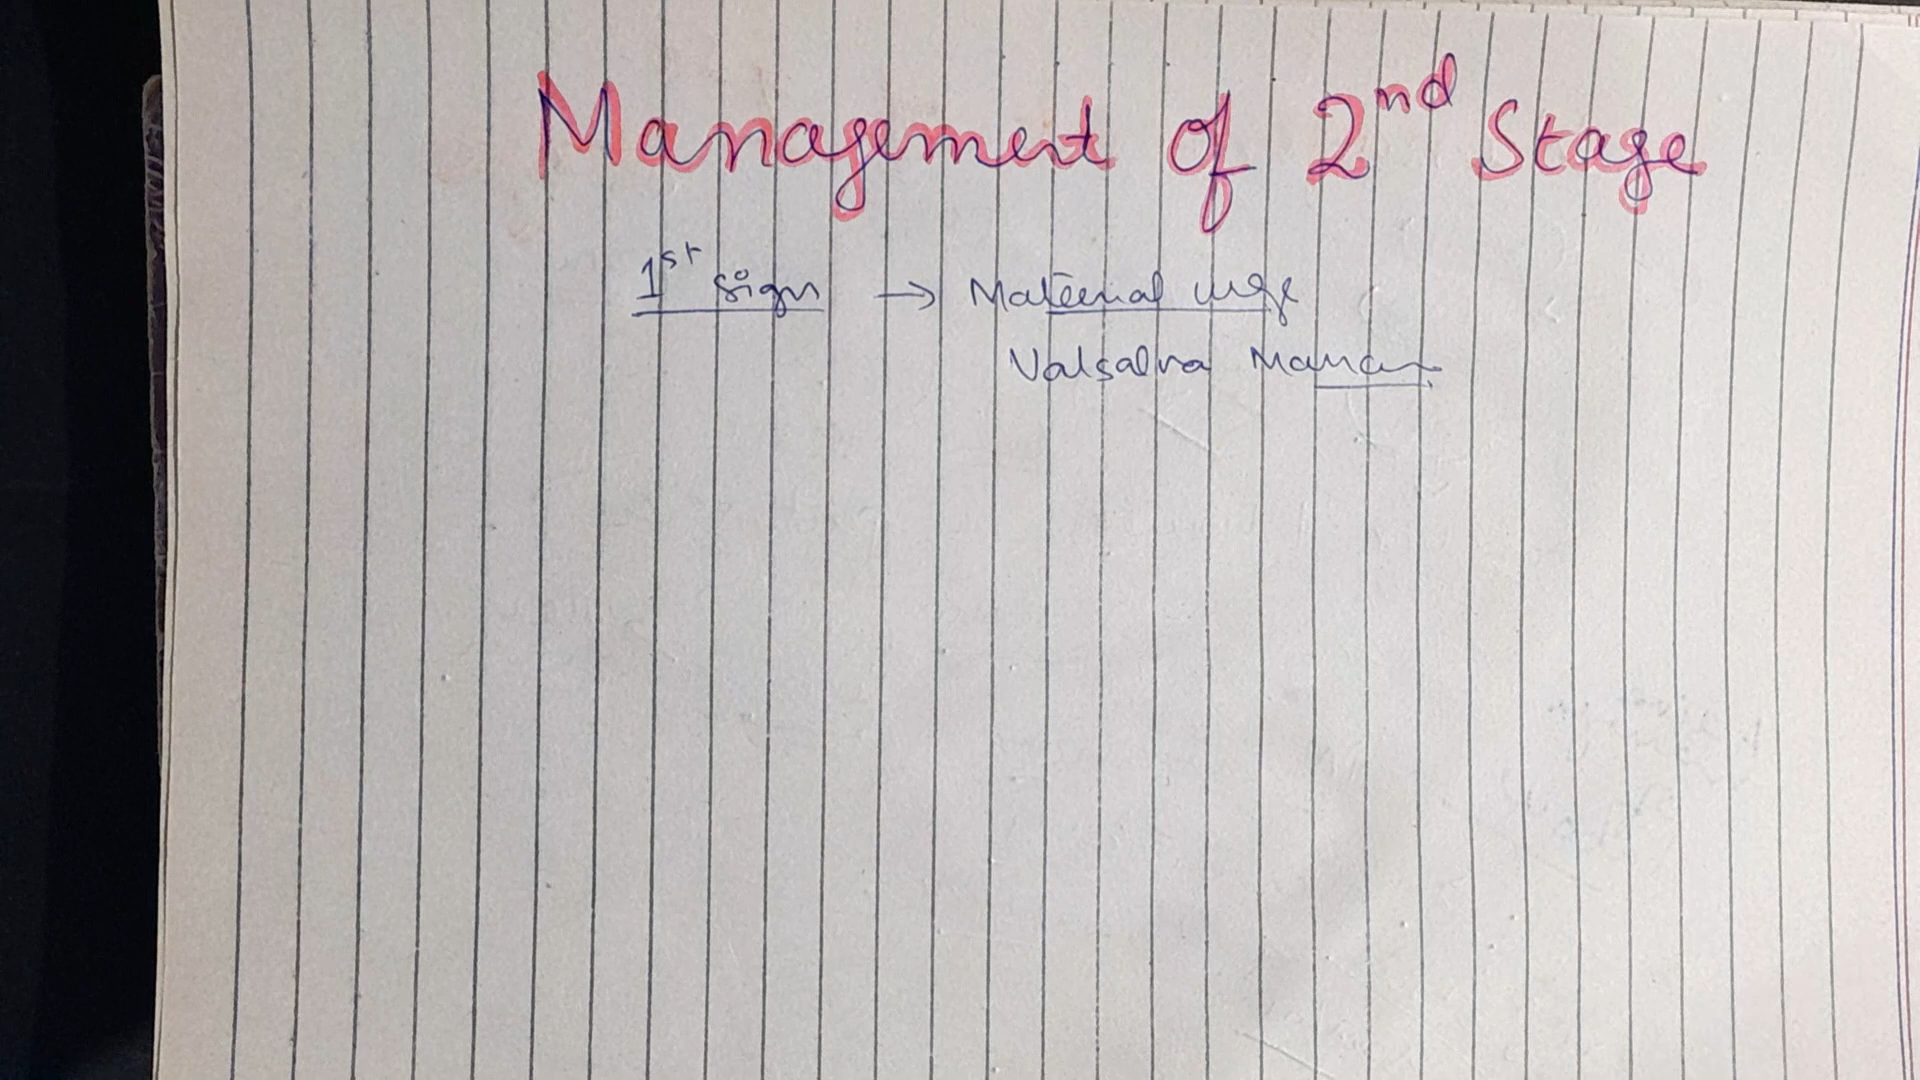 Management of 2nd Stage
1st sign → Maternal urge
Valsalva